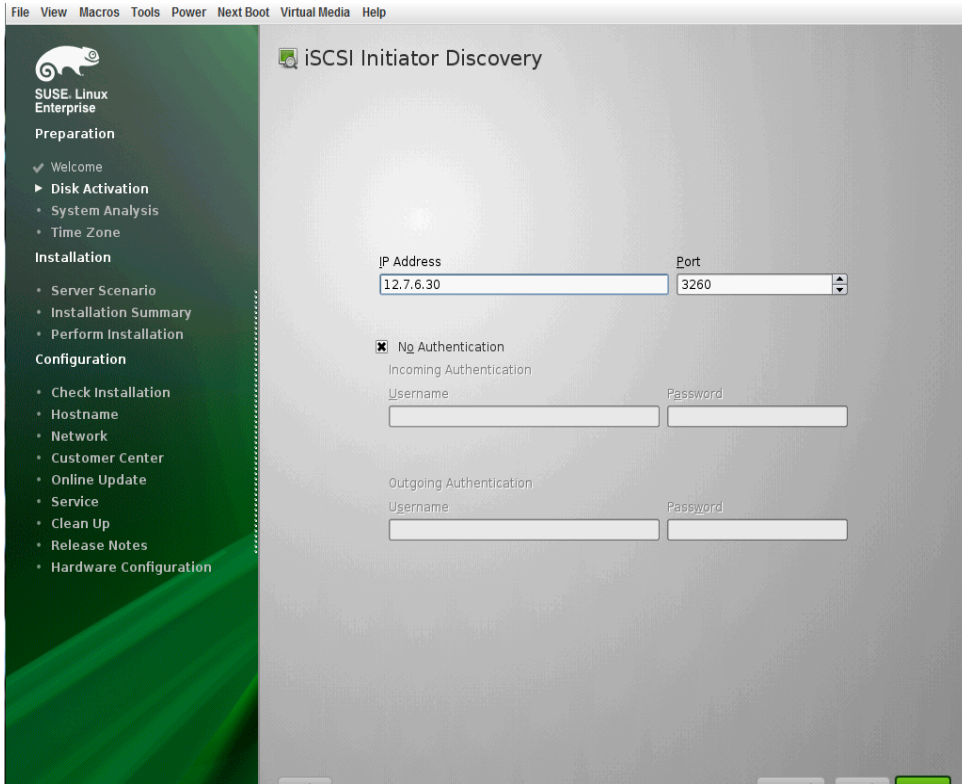 File View Macros Tools Power Next Boot Virtual Media Help
SUSE. Linux
Enterprise
Preparation
Welcome
Disk Activation
System Analysis
Time Zone
Installation
Server Scenario
Installation Summary
Perform Installation
Configuration
Check Installation
Hostname
Network
Customer Center
Online Update
Service
Clean Up
Release Notes
Hardware Configuration
iSCSI Initiator Discovery
IP Address Port
12.7.6.30 3260
No Authentication
Incoming Authentication
Username Password
Outgoing Authentication
Username Password